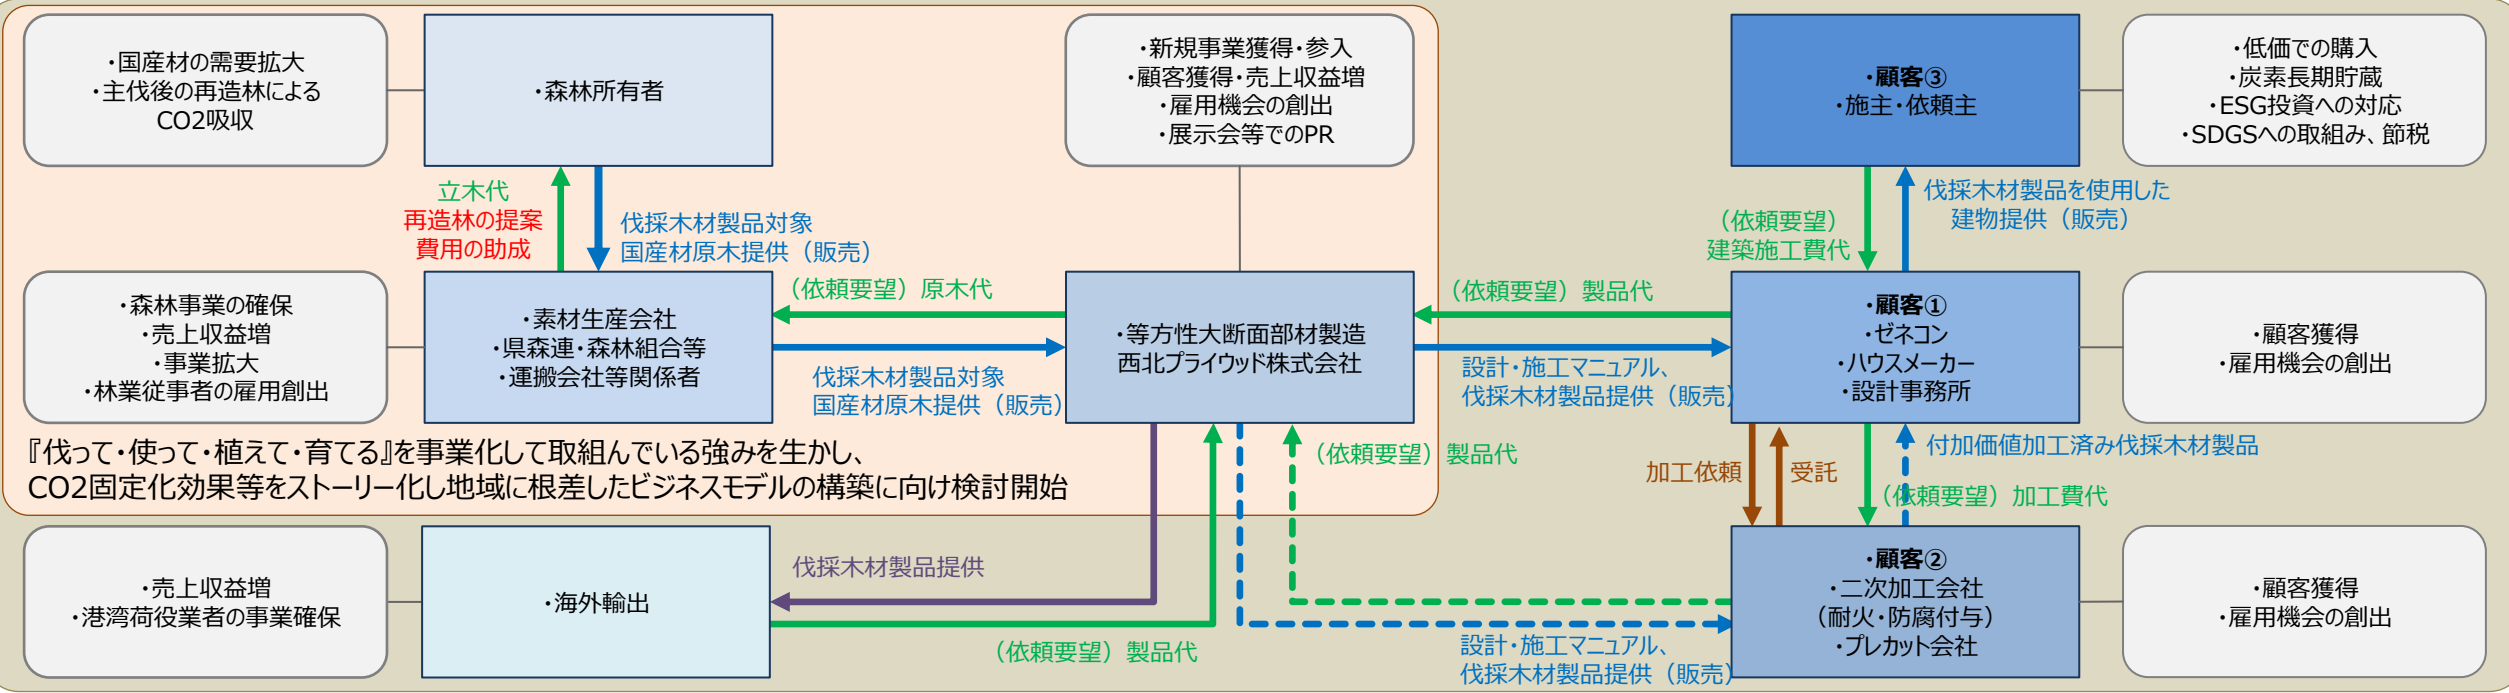 ・国産材の需要拡大
・主伐後の再造林による
CO2吸収
・森林所有者
・新規事業獲得・参入
・顧客獲得・売上収益増
・雇用機会の創出
・展示会等でのPR
・顧客③
・施主・依頼主
・低価での購入
・炭素長期貯蔵
・ESG投資への対応
・SDGSへの取組み、節税
立木代
再造林の提案
費用の助成
伐採木材製品対象
国産材原木提供（販売）
（依頼要望）
建築施工費代
伐採木材製品を使用した
建物提供（販売）
・森林事業の確保
・売上収益増
・事業拡大
・林業従事者の雇用創出
・素材生産会社
・県森連・森林組合等
・運搬会社等関係者
（依頼要望）原木代
伐採木材製品対象
国産材原木提供（販売）
・等方性大断面部材製造
西北プライウッド株式会社
（依頼要望）製品代
設計・施工マニュアル、
伐採木材製品提供（販売）
・顧客①
・ゼネコン
・ハウスメーカー
・設計事務所
・顧客獲得
・雇用機会の創出
『伐って・使って・植えて・育てる』を事業化して取組んでいる強みを生かし、
CO2固定化効果等をストーリー化し地域に根差したビジネスモデルの構築に向け検討開始
（依頼要望）製品代
加工依頼
受託
付加価値加工済み伐採木材製品
（依頼要望）加工費代
・売上収益増
・港湾荷役業者の事業確保
・海外輸出
伐採木材製品提供
（依頼要望）製品代
設計・施工マニュアル、
伐採木材製品提供（販売）
・顧客②
・二次加工会社
（耐火・防腐付与）
・プレカット会社
・顧客獲得
・雇用機会の創出